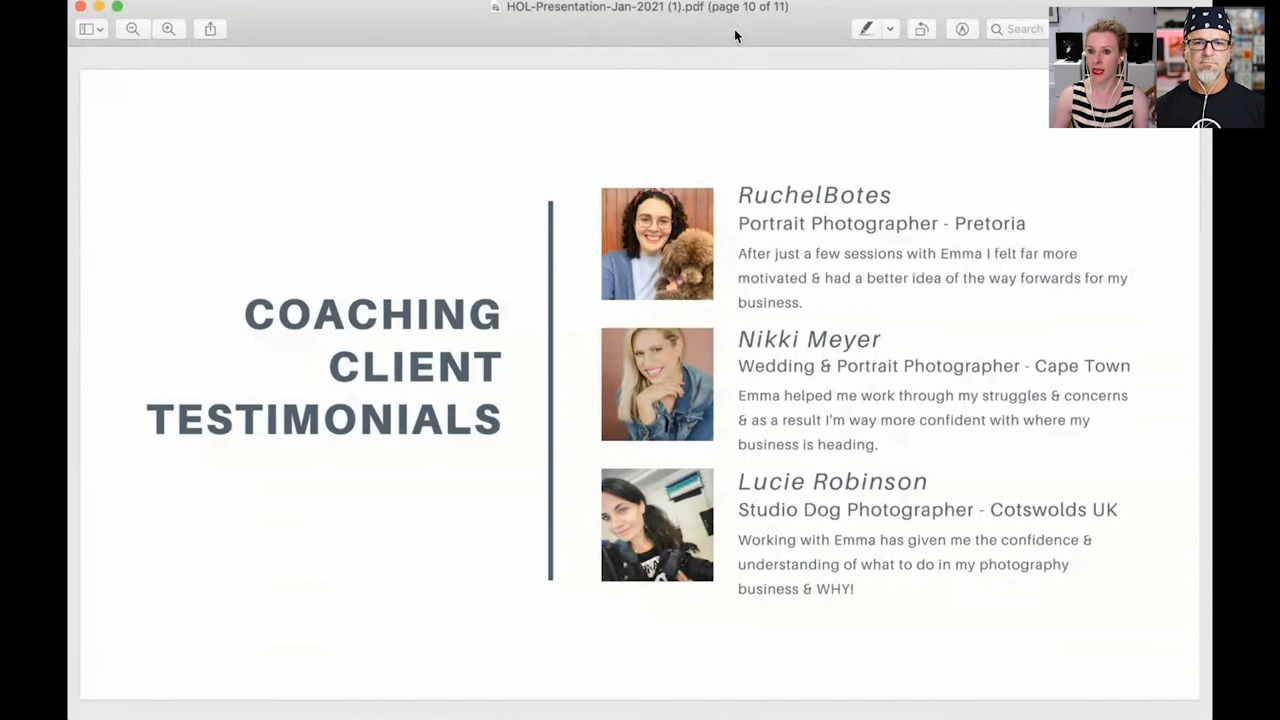 HOL-Presentation-Jan-2021 (1).pdf (page 10 of 11)
Search
COACHING
CLIENT
TESTIMONIALS
RuchelBotes
Portrait Photographer - Pretoria
After just a few sessions with Emma I felt far more
motivated & had a better idea of the way forwards for my
business.
Nikki Meyer
Wedding & Portrait Photographer - Cape Town
Emma helped me work through my struggles & concerns
& as a result I'm way more confident with where my
business is heading.
Lucie Robinson
Studio Dog Photographer - Cotswolds UK
Working with Emma has given me the confidence &
understanding of what to do in my photography
business & WHY!